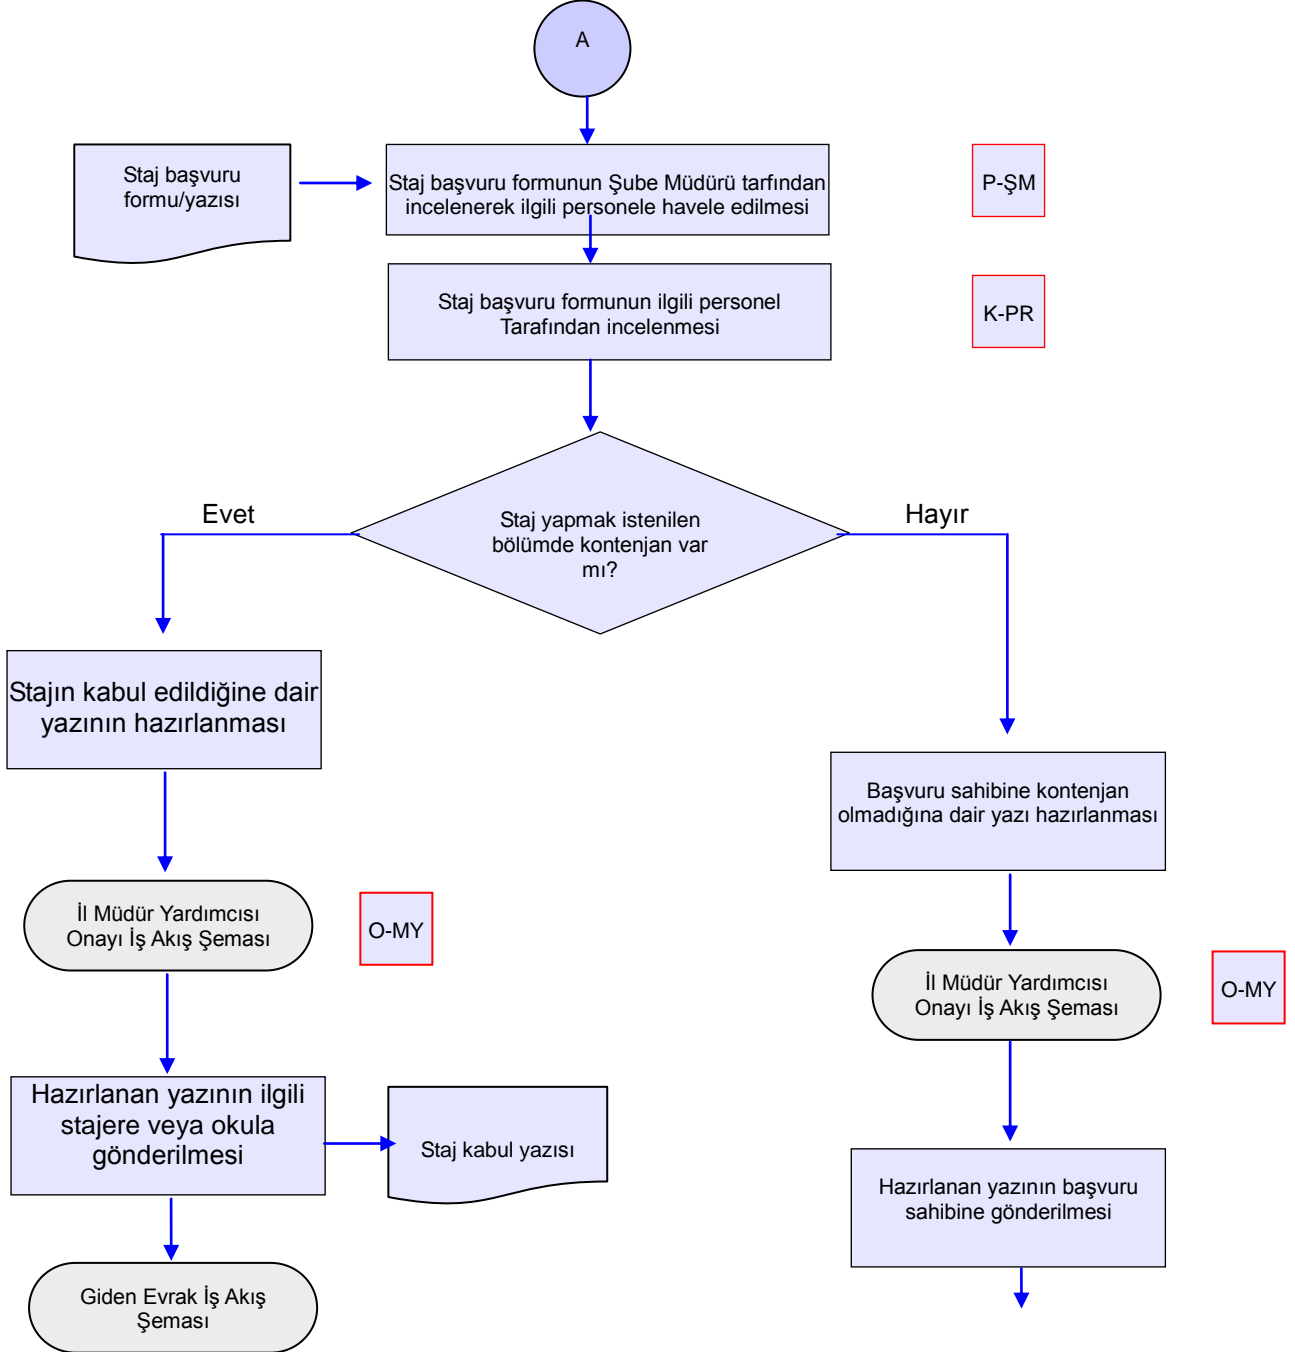 A
Staj başvuru
formu/yazısı
Staj başvuru formunun Şube Müdürü tarfından
incelenerek ilgili personele havele edilmesi
P-ŞM
Staj başvuru formunun ilgili personel
Tarafından incelenmesi
K-PR
Evet
Staj yapmak istenilen
bölümde kontenjan var
mı?
Hayır
Stajın kabul edildiğine dair
yazının hazırlanması
Başvuru sahibine kontenjan
olmadığına dair yazı hazırlanması
İl Müdür Yardımcısı
Onayı İş Akış Şeması
O-MY
İl Müdür Yardımcısı
Onayı İş Akış Şeması
O-MY
Hazırlanan yazının ilgili
stajere veya okula
gönderilmesi
Staj kabul yazısı
Hazırlanan yazının başvuru
sahibine gönderilmesi
Giden Evrak İş Akış
Şeması